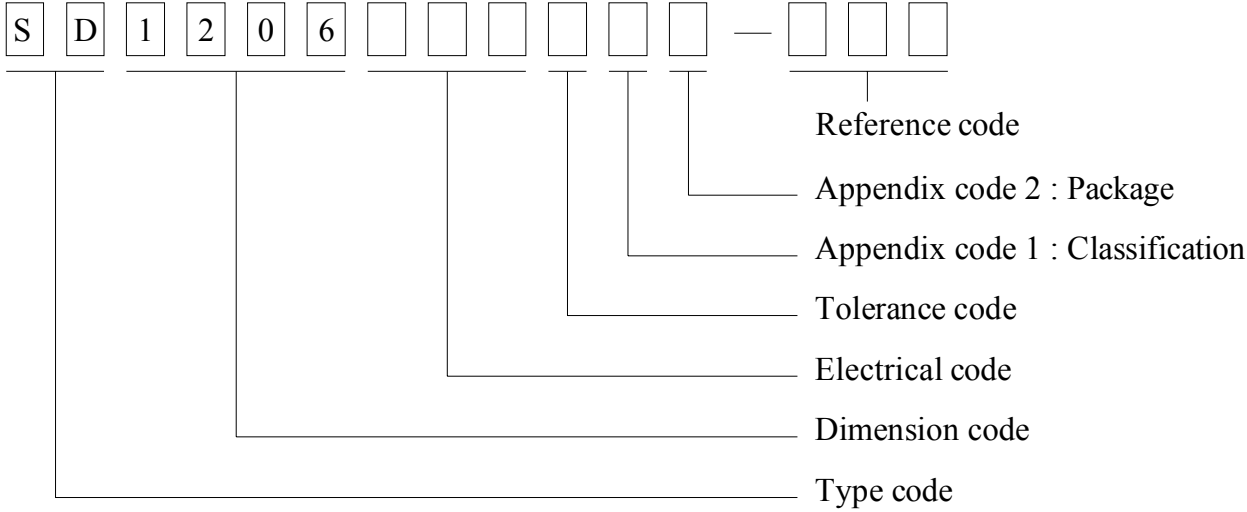 S D 1 2 0 6 —
Reference code
Appendix code 2 : Package
Appendix code 1 : Classification
Tolerance code
Electrical code
Dimension code
Type code